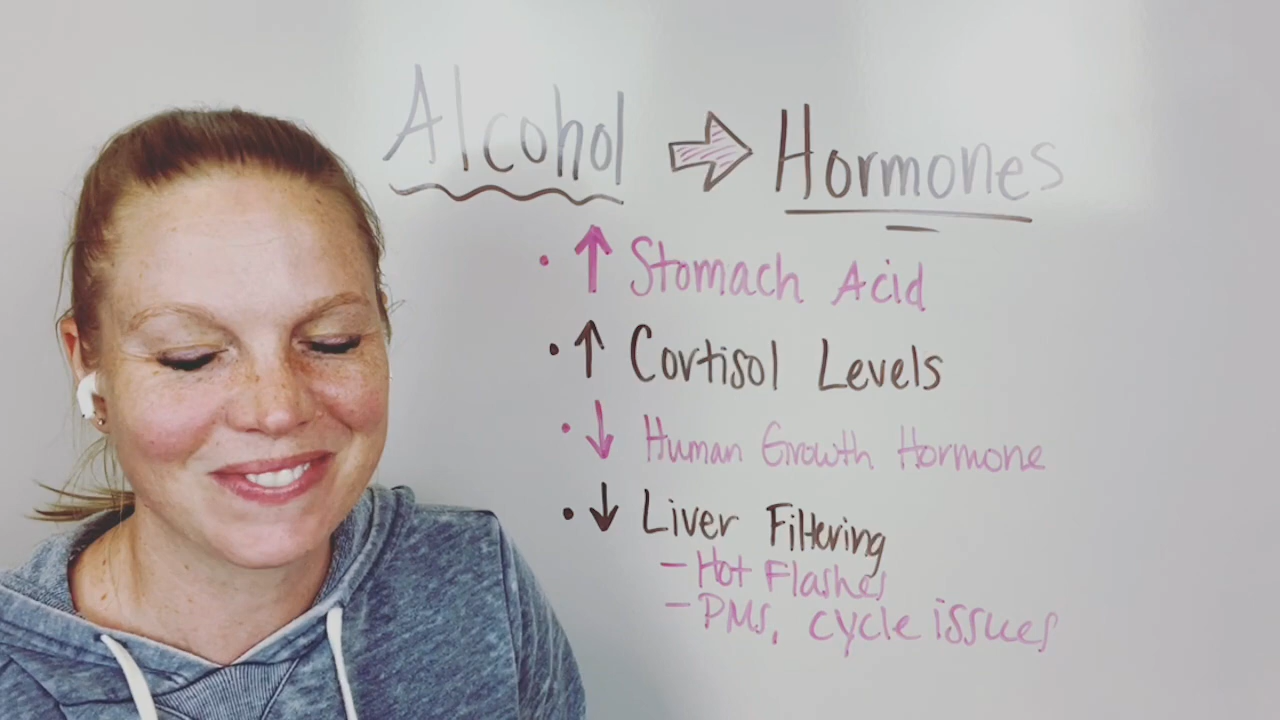 Alcohol ⇨ Hormones
• ↑ Stomach Acid
• ↑ Cortisol Levels
• ↓ Human Growth Hormone
• ↓ Liver Filtering
- Hot Flashes
- PMS, cycle issues